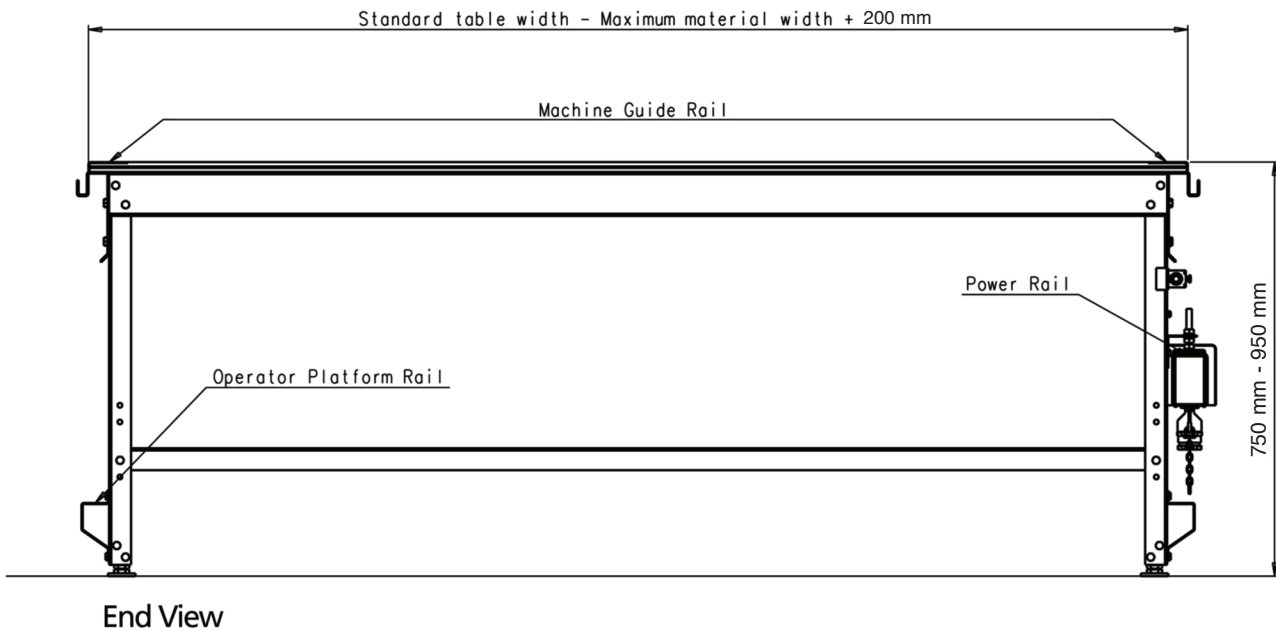 Standard table width – Maximum material width + 200 mm
Machine Guide Rail
Power Rail
750 mm - 950 mm
Operator Platform Rail
End View